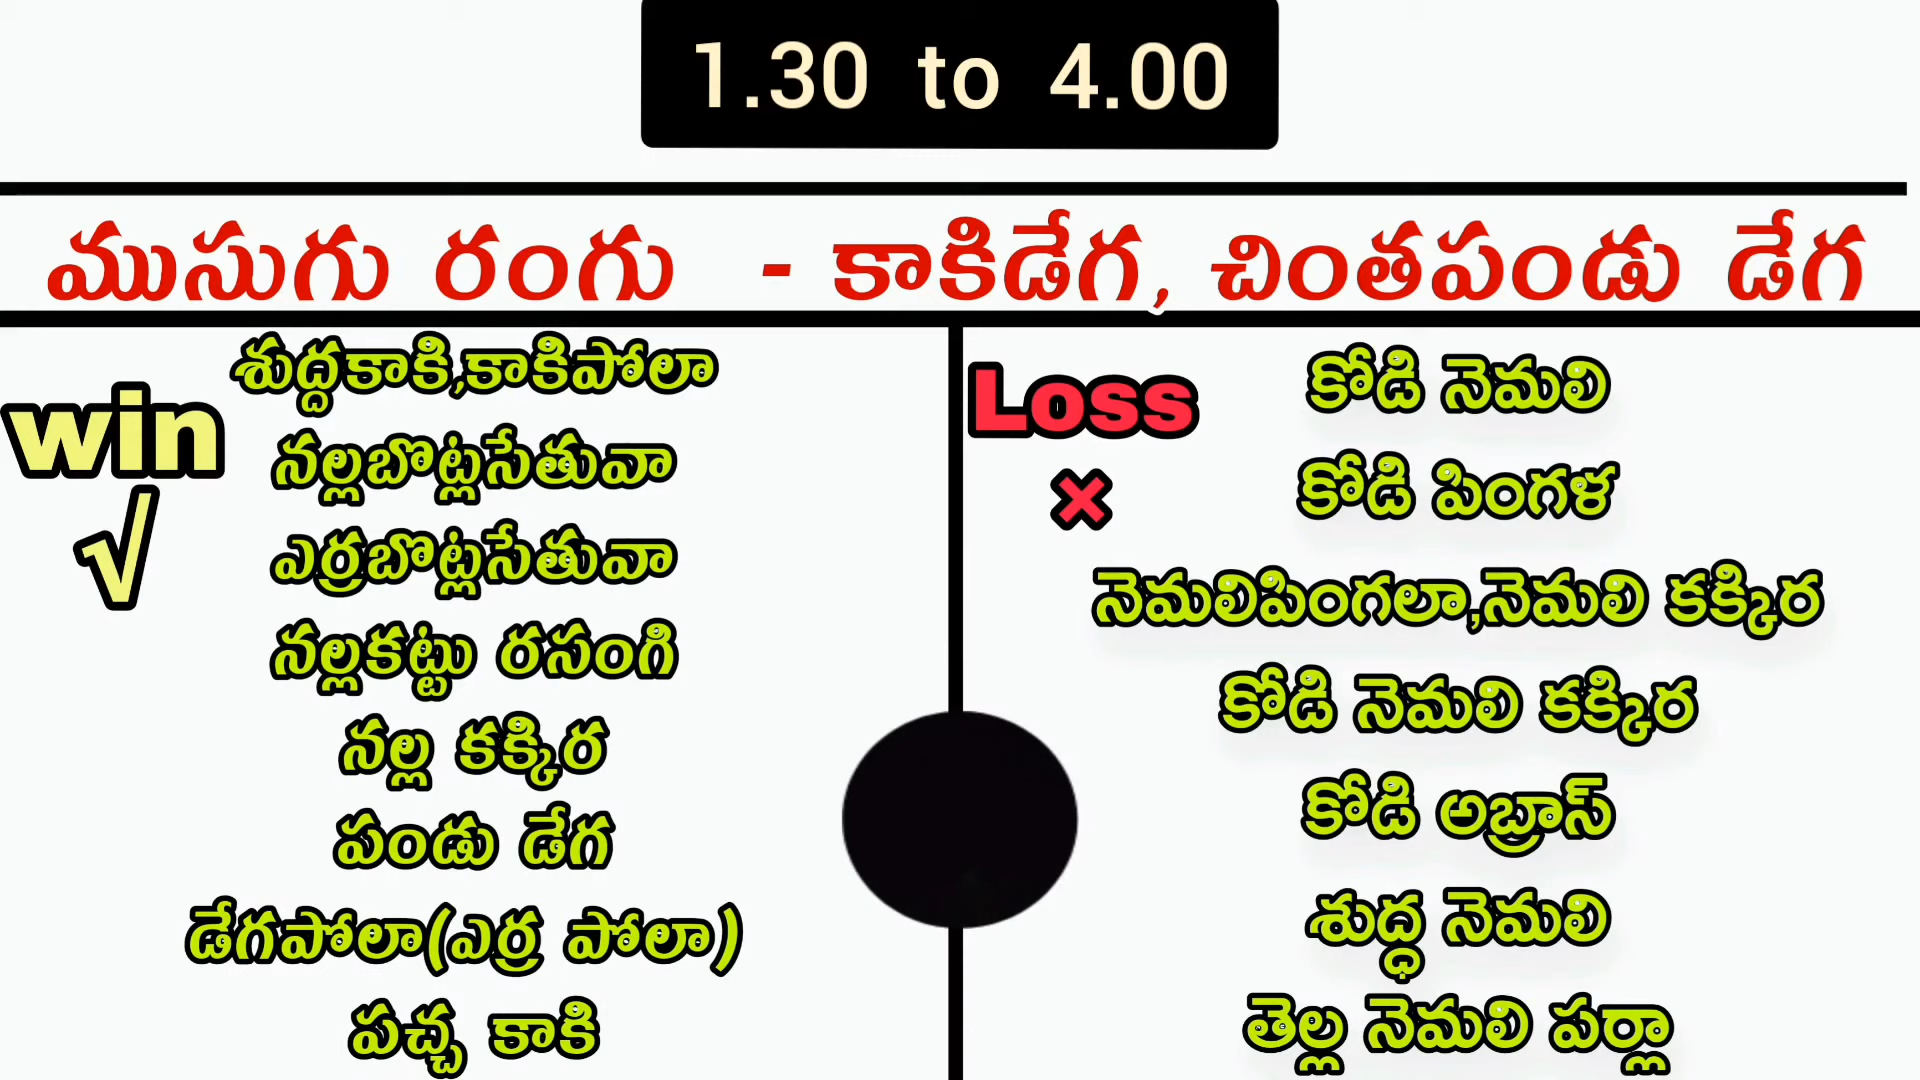 1.30 to 4.00
ముసుగు రంగు - కాకిడేగ, చింతపండు డేగ
win
√
శుద్దకాకి,కాకిపోలా
నల్లబొట్లసేతువా
ఎర్రబొట్లసేతువా
నల్లకట్టు రసంగి
నల్ల కక్కిర
పండు డేగ
డేగపోలా(ఎర్ర పోలా)
పచ్చ కాకి
Loss
×
కోడి నెమలి
కోడి పింగళ
నెమలిపింగలా,నెమలి కక్కిర
కోడి నెమలి కక్కిర
కోడి అబ్రాస్
శుద్ధ నెమలి
తెల్ల నెమలి పర్లా